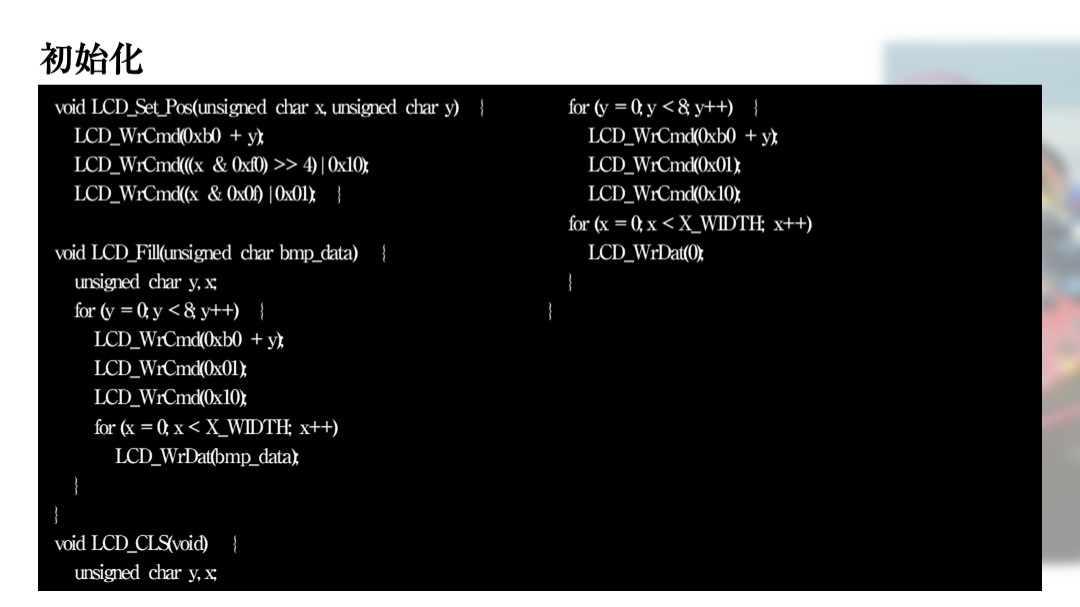 初始化
void LCD_Set_Pos(unsigned char x, unsigned char y) {
LCD_WrCmd(0xb0 + y);
LCD_WrCmd(((x & 0xf0) >> 4) | 0x10);
LCD_WrCmd((x & 0x0f) | 0x01); }
void LCD_Fill(unsigned char bmp_data) {
unsigned char y, x;
for (y = 0; y < 8; y++) {
LCD_WrCmd(0xb0 + y);
LCD_WrCmd(0x01);
LCD_WrCmd(0x10);
for (x = 0; x < X_WIDTH; x++)
LCD_WrDat(bmp_data);
}
}
void LCD_CLS(void) {
unsigned char y, x;
for (y = 0; y < 8; y++) {
LCD_WrCmd(0xb0 + y);
LCD_WrCmd(0x01);
LCD_WrCmd(0x10);
for (x = 0; x < X_WIDTH; x++)
LCD_WrDat(0);
}
}